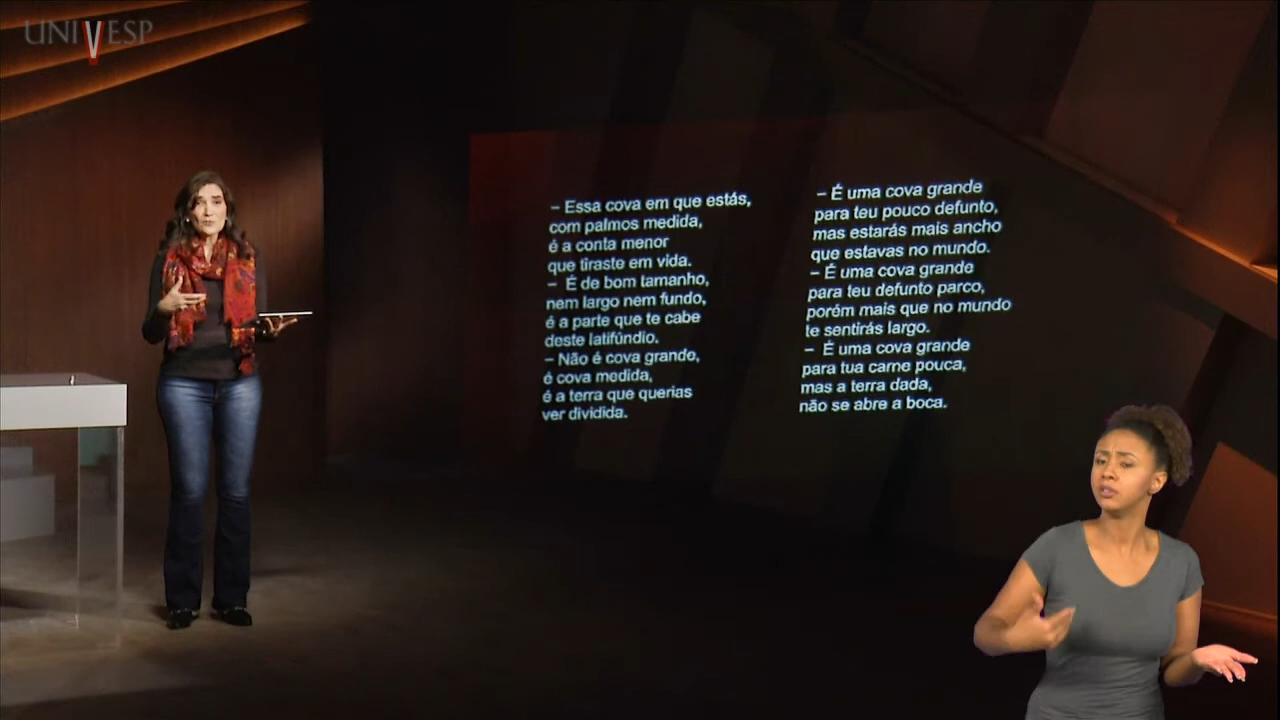 UNIVESP
– Essa cova em que estás,
com palmos medida,
é a conta menor
que tiraste em vida.
– É de bom tamanho,
nem largo nem fundo,
é a parte que te cabe
deste latifúndio.
– Não é cova grande,
é cova medida,
é a terra que querias
ver dividida.
– É uma cova grande
para teu pouco defunto,
mas estarás mais ancho
que estavas no mundo.
– É uma cova grande
para teu defunto parco,
porém mais que no mundo
te sentirás largo.
– É uma cova grande
para tua carne pouca,
mas a terra dada,
não se abre a boca.